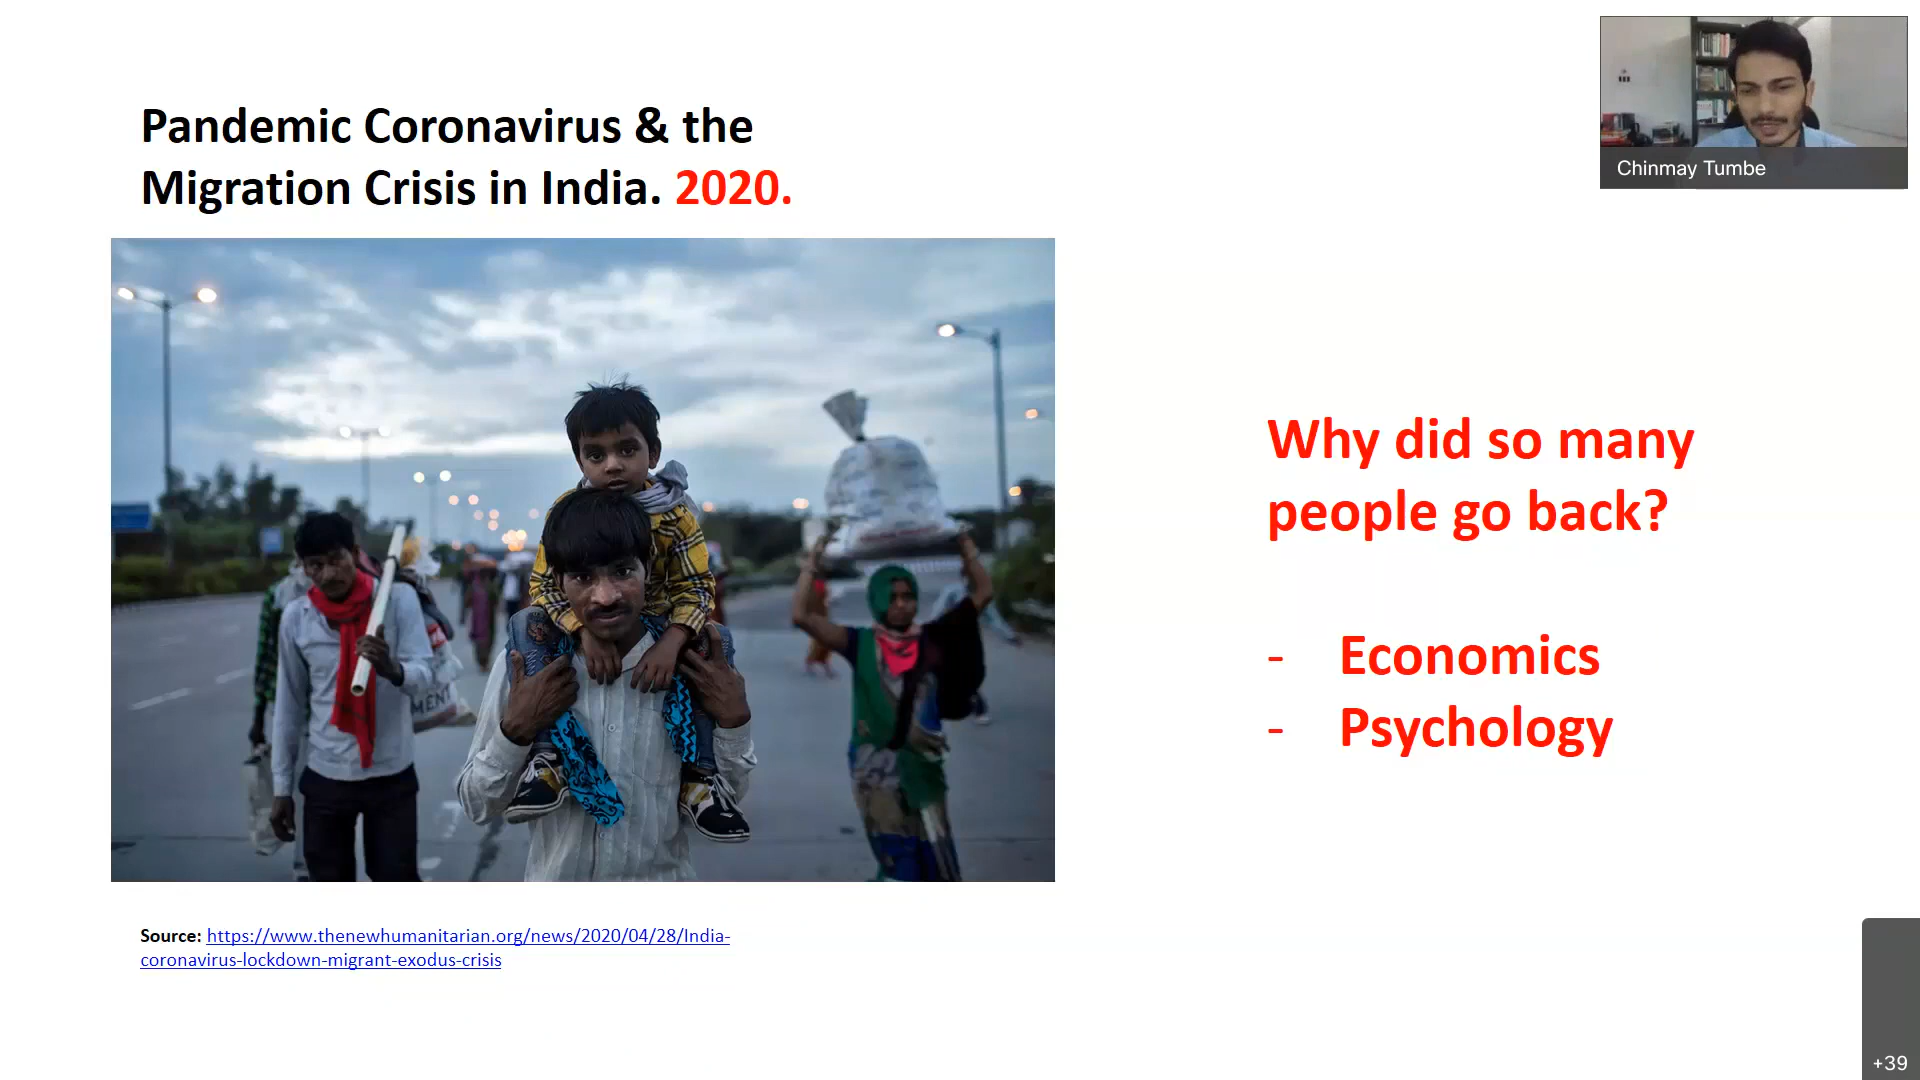 Pandemic Coronavirus & the
Migration Crisis in India. 2020.
Chinmay Tumbe
MENT
Why did so many
people go back?
- Economics
- Psychology
Source: https://www.thenewhumanitarian.org/news/2020/04/28/India-
coronavirus-lockdown-migrant-exodus-crisis
+39